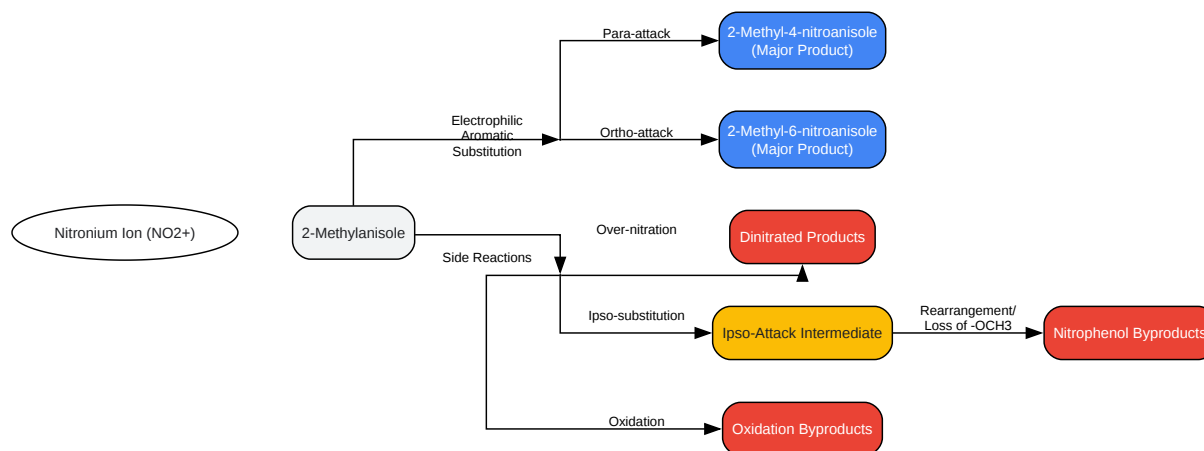 Para-attack
2-Methyl-4-nitroanisole
(Major Product)
Electrophilic
Aromatic
Substitution
Ortho-attack
2-Methyl-6-nitroanisole
(Major Product)
Nitronium Ion (NO2+)
2-Methylanisole
Over-nitration
Dinitrated Products
Side Reactions
Ipso-substitution
Ipso-Attack Intermediate
Rearrangement/
Loss of -OCH3
Nitrophenol Byproducts
Oxidation
Oxidation Byproducts